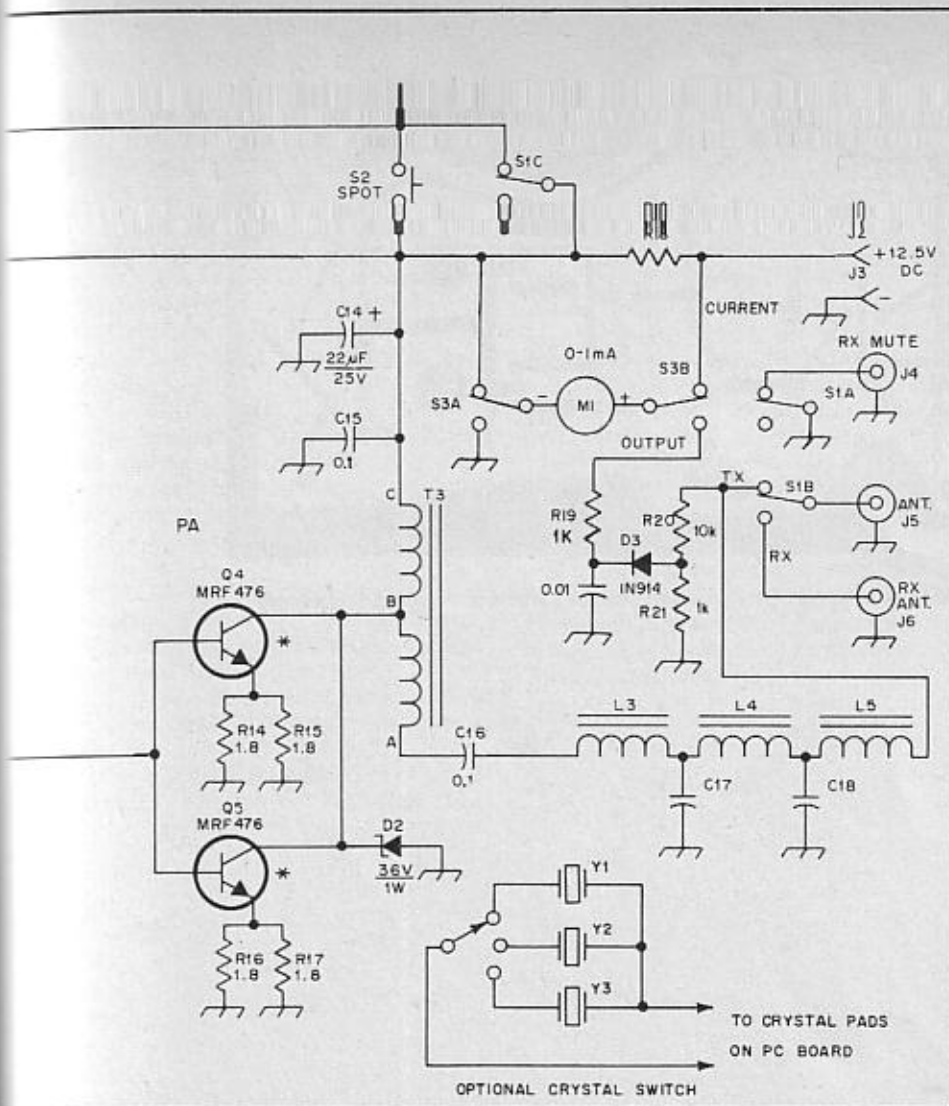 S1C
S2
SPOT
R18
+12.5V
DC
J3
-
C14 +
22µF
25V
CURRENT
RX MUTE
J4
0-1mA
S3B
S1A
S3A
-
M1
+
C15
0.1
OUTPUT
C
T3
TX
S1B
ANT.
J5
PA
R19
1K
R20
10k
D3
RX
0.01
1N914
R21
1k
RX
ANT.
J6
Q4
MRF476
B
*
R14
1.8
R15
1.8
A
C16
0.1
L3
L4
L5
C17
C18
Q5
MRF476
*
D2
36V
1W
Y1
Y2
Y3
R16
1.8
R17
1.8
TO CRYSTAL PADS
ON PC BOARD
OPTIONAL CRYSTAL SWITCH